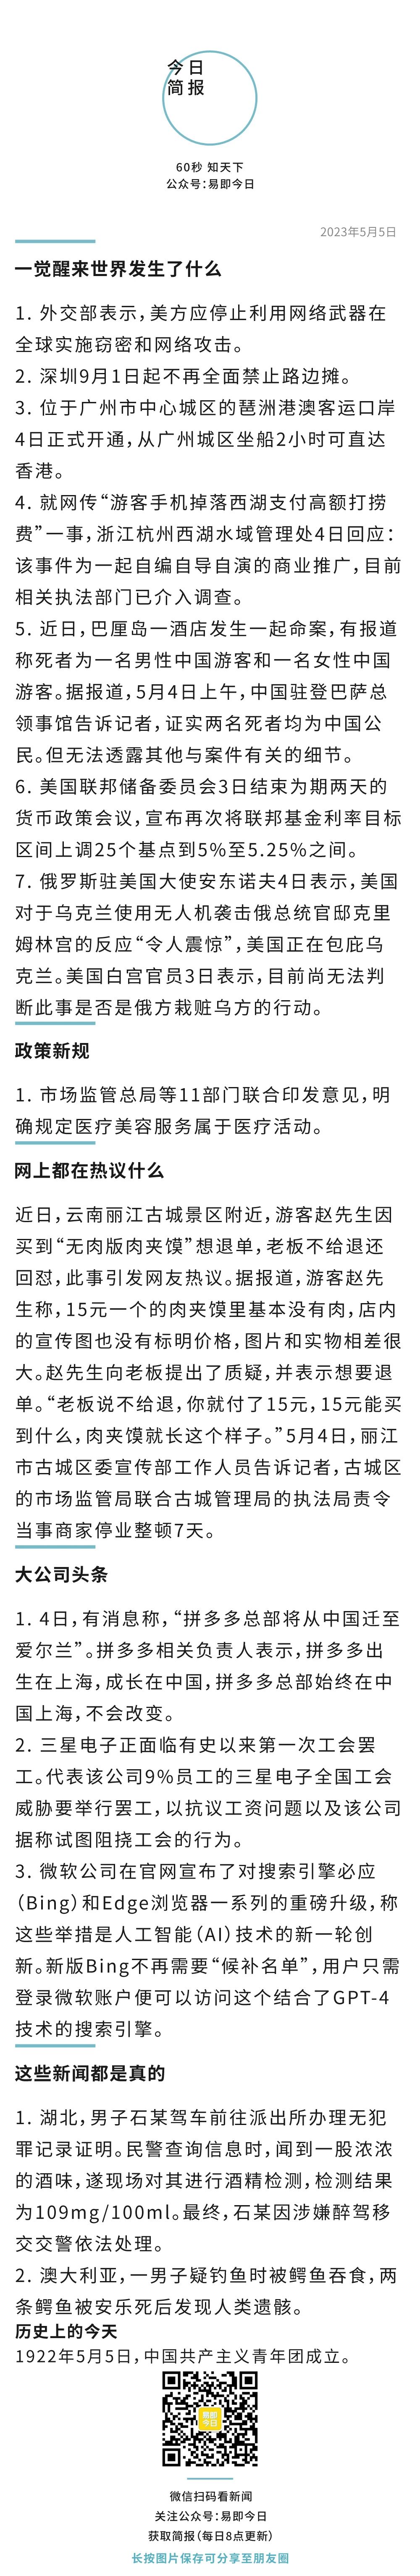 今日
简报
60秒 知天下
公众号:易即今日
2023年5月5日
一觉醒来世界发生了什么
1. 外交部表示,美方应停止利用网络武器在
全球实施窃密和网络攻击。
2. 深圳9月1日起不再全面禁止路边摊。
3. 位于广州市中心城区的琶洲港澳客运口岸
4日正式开通,从广州城区坐船2小时可直达
香港。
4. 就网传“游客手机掉落西湖支付高额打捞
费”一事,浙江杭州西湖水域管理处4日回应:
该事件为一起自编自导自演的商业推广,目前
相关执法部门已介入调查。
5. 近日,巴厘岛一酒店发生一起命案,有报道
称死者为一名男性中国游客和一名女性中国
游客。据报道,5月4日上午,中国驻登巴萨总
领事馆告诉记者,证实两名死者均为中国公
民。但无法透露其他与案件有关的细节。
6. 美国联邦储备委员会3日结束为期两天的
货币政策会议,宣布再次将联邦基金利率目标
区间上调25个基点到5%至5.25%之间。
7. 俄罗斯驻美国大使安东诺夫4日表示,美国
对于乌克兰使用无人机袭击俄总统官邸克里
姆林宫的反应“令人震惊”,美国正在包庇乌
克兰。美国白宫官员3日表示,目前尚无法判
断此事是否是俄方栽赃乌方的行动。
政策新规
1. 市场监管总局等11部门联合印发意见,明
确规定医疗美容服务属于医疗活动。
网上都在热议什么
近日,云南丽江古城景区附近,游客赵先生因
买到“无肉版肉夹馍”想退单,老板不给退还
回怼,此事引发网友热议。据报道,游客赵先
生称,15元一个的肉夹馍里基本没有肉,店内
的宣传图也没有标明价格,图片和实物相差很
大。赵先生向老板提出了质疑,并表示想要退
单。“老板说不给退,你就付了15元,15元能买
到什么,肉夹馍就长这个样子。”5月4日,丽江
市古城区委宣传部工作人员告诉记者,古城区
的市场监管局联合古城管理局的执法局责令
当事商家停业整顿7天。
大公司头条
1. 4日,有消息称,“拼多多总部将从中国迁至
爱尔兰”。拼多多相关负责人表示,拼多多出
生在上海,成长在中国,拼多多总部始终在中
国上海,不会改变。
2. 三星电子正面临有史以来第一次工会罢
工。代表该公司9%员工的三星电子全国工会
威胁要举行罢工,以抗议工资问题以及该公司
据称试图阻挠工会的行为。
3. 微软公司在官网宣布了对搜索引擎必应
(Bing)和Edge浏览器一系列的重磅升级,称
这些举措是人工智能(AI)技术的新一轮创
新。新版Bing不再需要“候补名单”,用户只需
登录微软账户便可以访问这个结合了GPT-4
技术的搜索引擎。
这些新闻都是真的
1. 湖北,男子石某驾车前往派出所办理无犯
罪记录证明。民警查询信息时,闻到一股浓浓
的酒味,遂现场对其进行酒精检测,检测结果
为109mg/100ml。最终,石某因涉嫌醉驾移
交交警依法处理。
2. 澳大利亚,一男子疑钓鱼时被鳄鱼吞食,两
条鳄鱼被安乐死后发现人类遗骸。
历史上的今天
1922年5月5日,中国共产主义青年团成立。
易即
今日
微信扫码看新闻
关注公众号:易即今日
获取简报(每日8点更新)
长按图片保存可分享至朋友圈